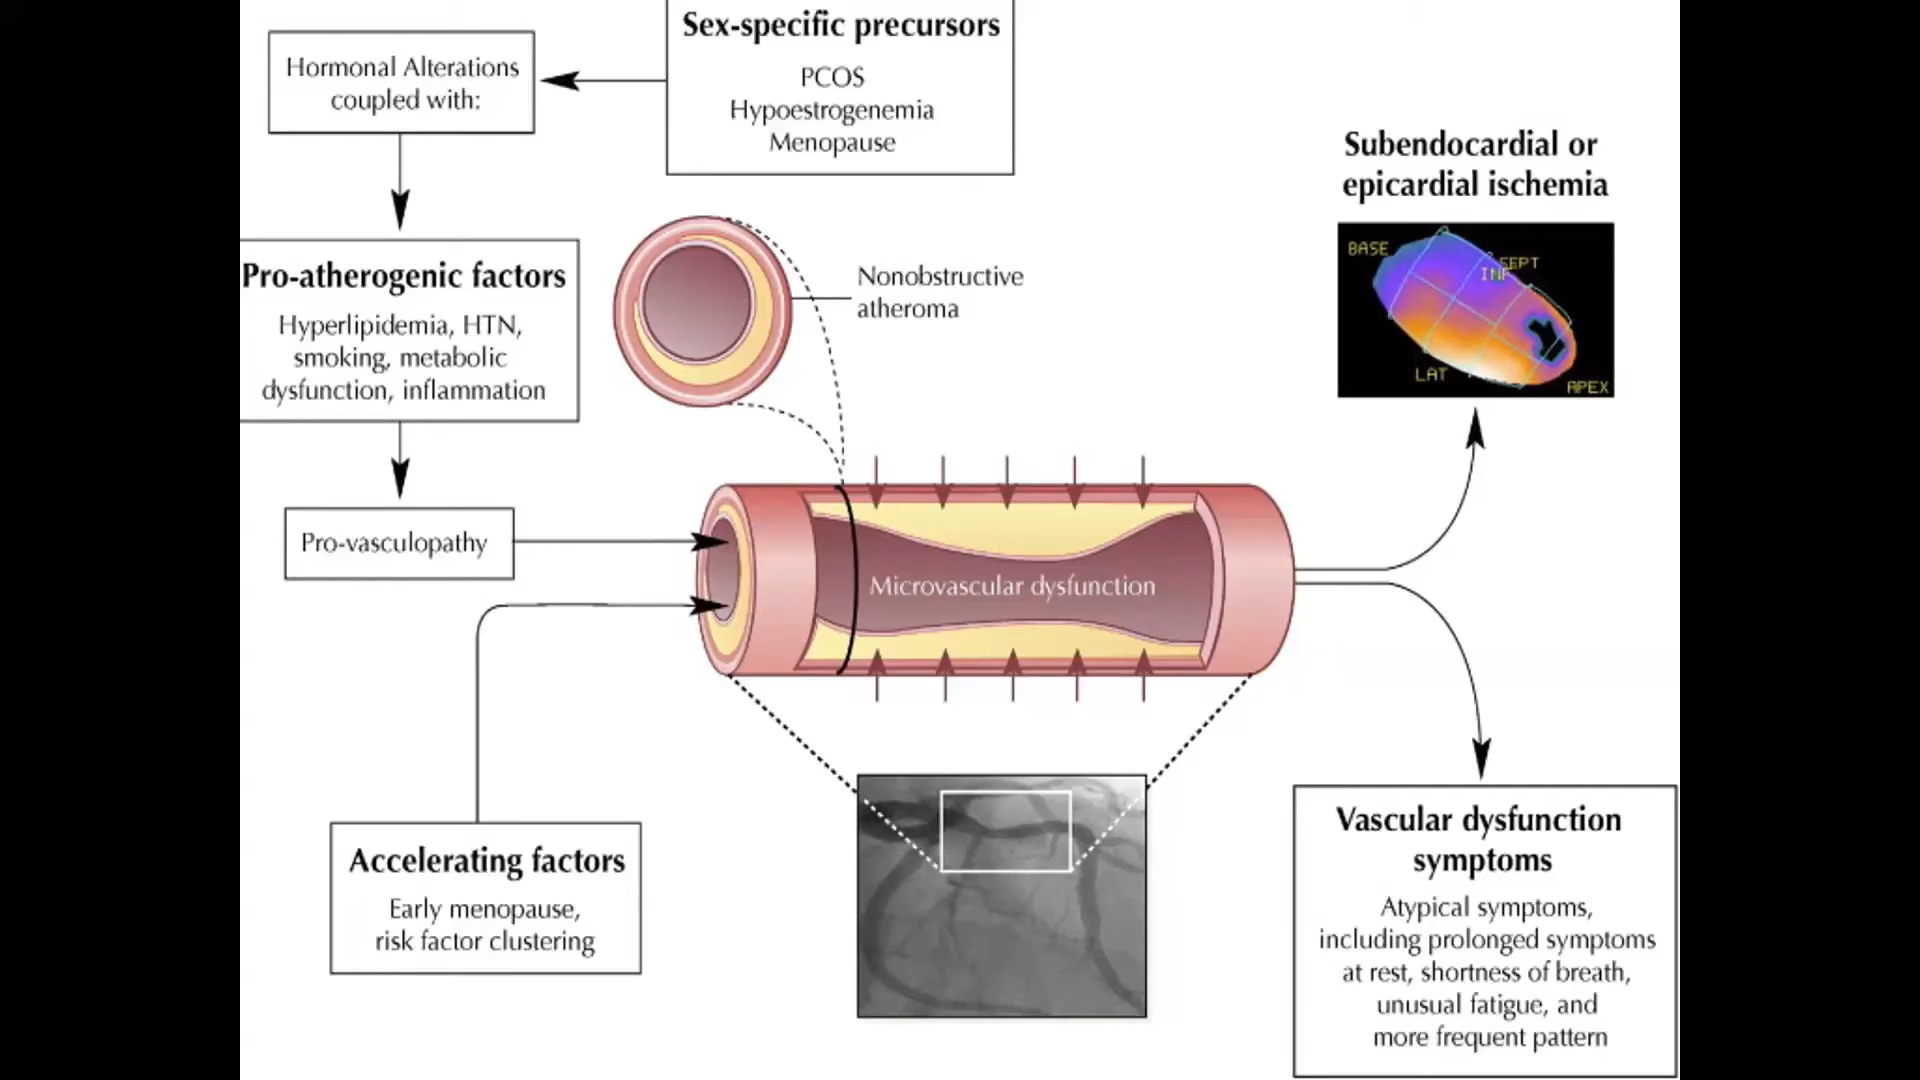 Sex-specific precursors
PCOS
Hypoestrogenemia
Menopause
Hormonal Alterations
coupled with:
Pro-atherogenic factors
Hyperlipidemia, HTN,
smoking, metabolic
dysfunction, inflammation
Pro-vasculopathy
Accelerating factors
Early menopause,
risk factor clustering
Nonobstructive
atheroma
Microvascular dysfunction
Subendocardial or
epicardial ischemia
BASE
SEPT
INF
LAT
APEX
Vascular dysfunction
symptoms
Atypical symptoms,
including prolonged symptoms
at rest, shortness of breath,
unusual fatigue, and
more frequent pattern